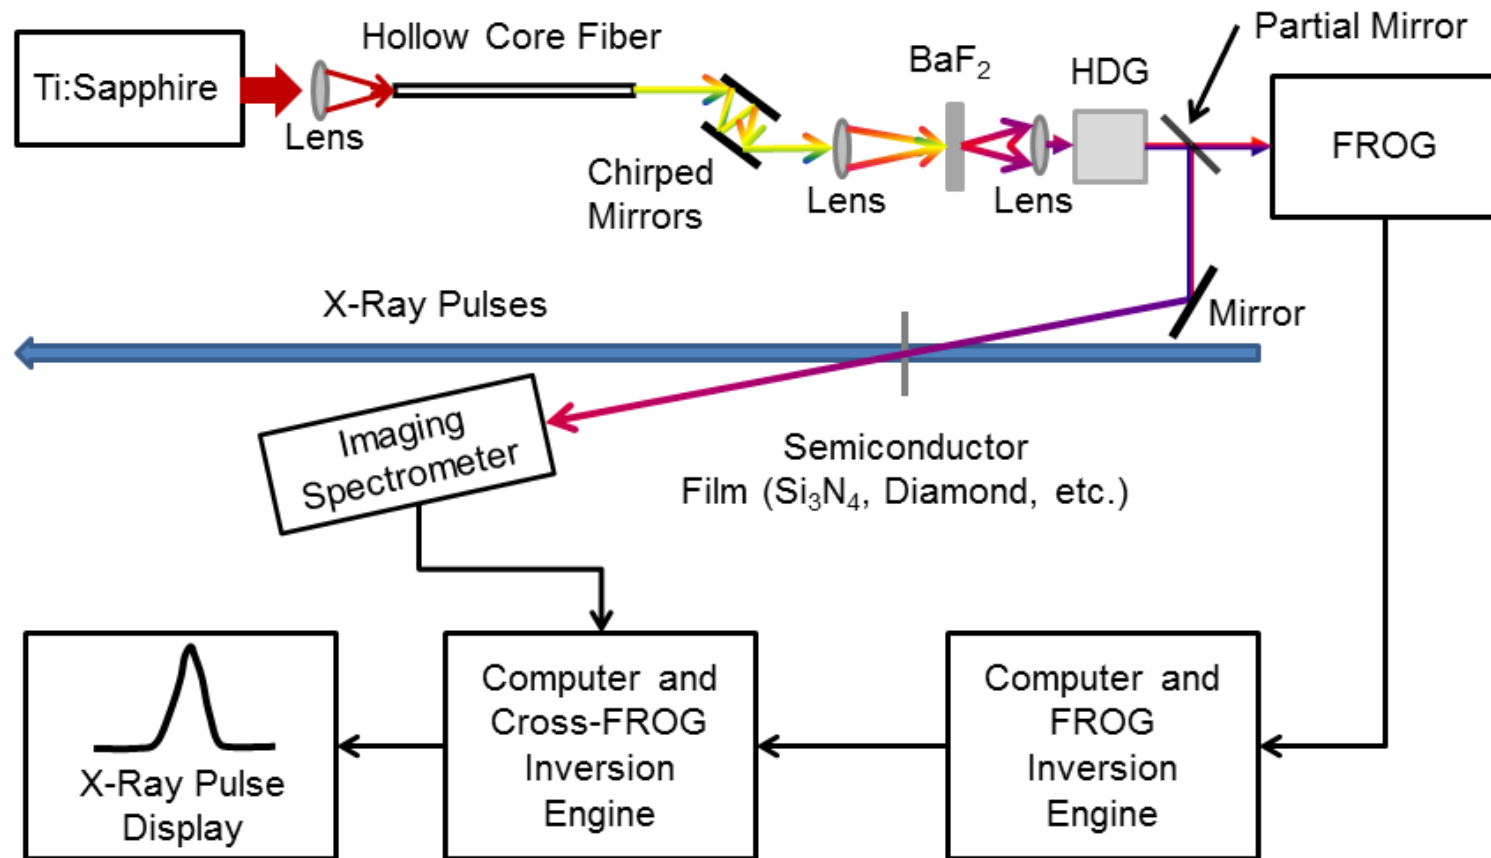 Ti:Sapphire
Lens
Hollow Core Fiber
Chirped
Mirrors
Lens
BaF₂
Lens
HDG
Partial Mirror
FROG
Mirror
X-Ray Pulses
Imaging
Spectrometer
Semiconductor
Film (Si₃N₄, Diamond, etc.)
X-Ray Pulse
Display
Computer and
Cross-FROG
Inversion
Engine
Computer and
FROG
Inversion
Engine